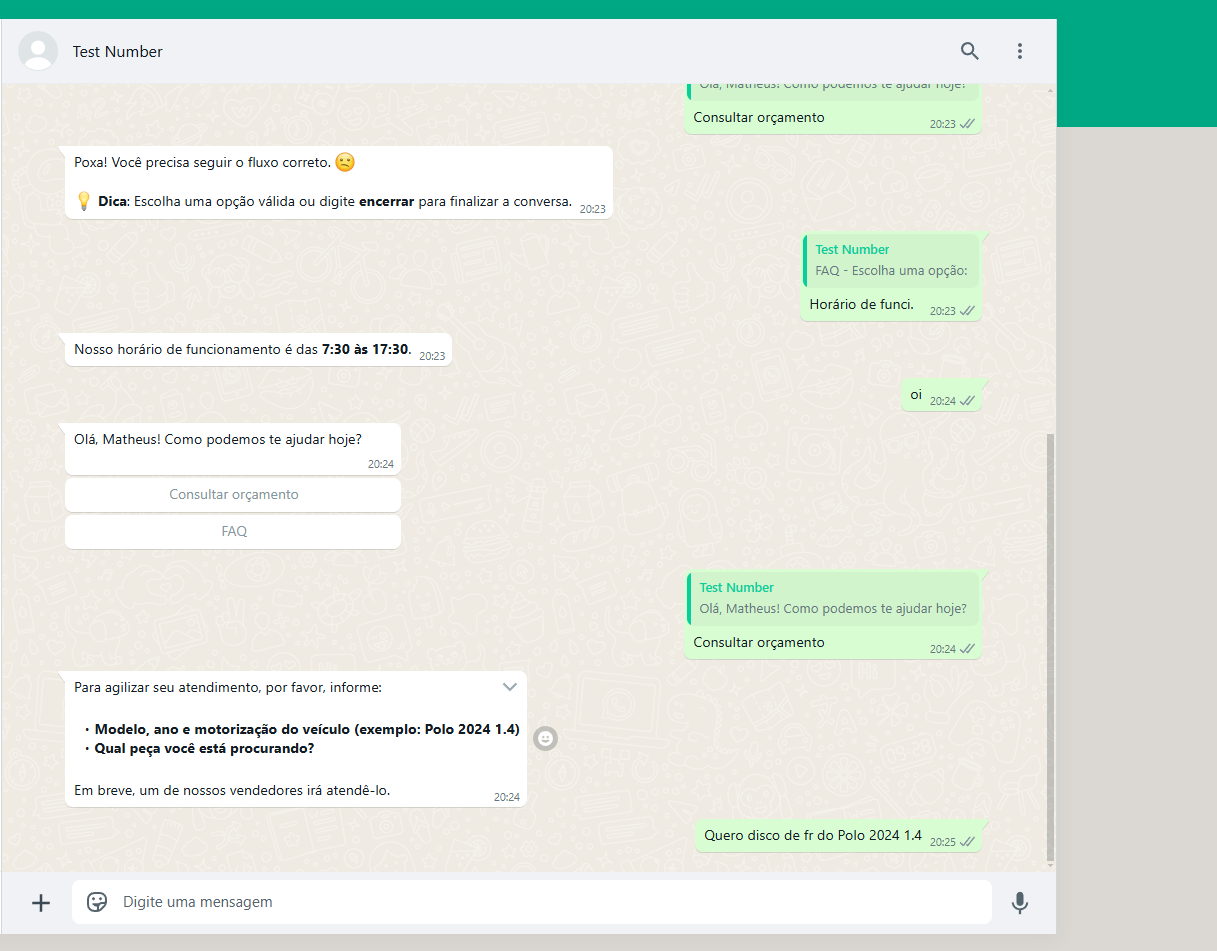 Test Number
Olá, Matheus! Como podemos te ajudar hoje?
Consultar orçamento
20:23
Poxa! Você precisa seguir o fluxo correto.
Dica: Escolha uma opção válida ou digite encerrar para finalizar a conversa.
20:23
Test Number
FAQ - Escolha uma opção:
Horário de funci.
20:23
Nosso horário de funcionamento é das 7:30 às 17:30.
20:23
oi
20:24
Olá, Matheus! Como podemos te ajudar hoje?
20:24
Consultar orçamento
FAQ
Test Number
Olá, Matheus! Como podemos te ajudar hoje?
Consultar orçamento
20:24
Para agilizar seu atendimento, por favor, informe:
• Modelo, ano e motorização do veículo (exemplo: Polo 2024 1.4)
• Qual peça você está procurando?
Em breve, um de nossos vendedores irá atendê-lo.
20:24
Quero disco de fr do Polo 2024 1.4
20:25
Digite uma mensagem